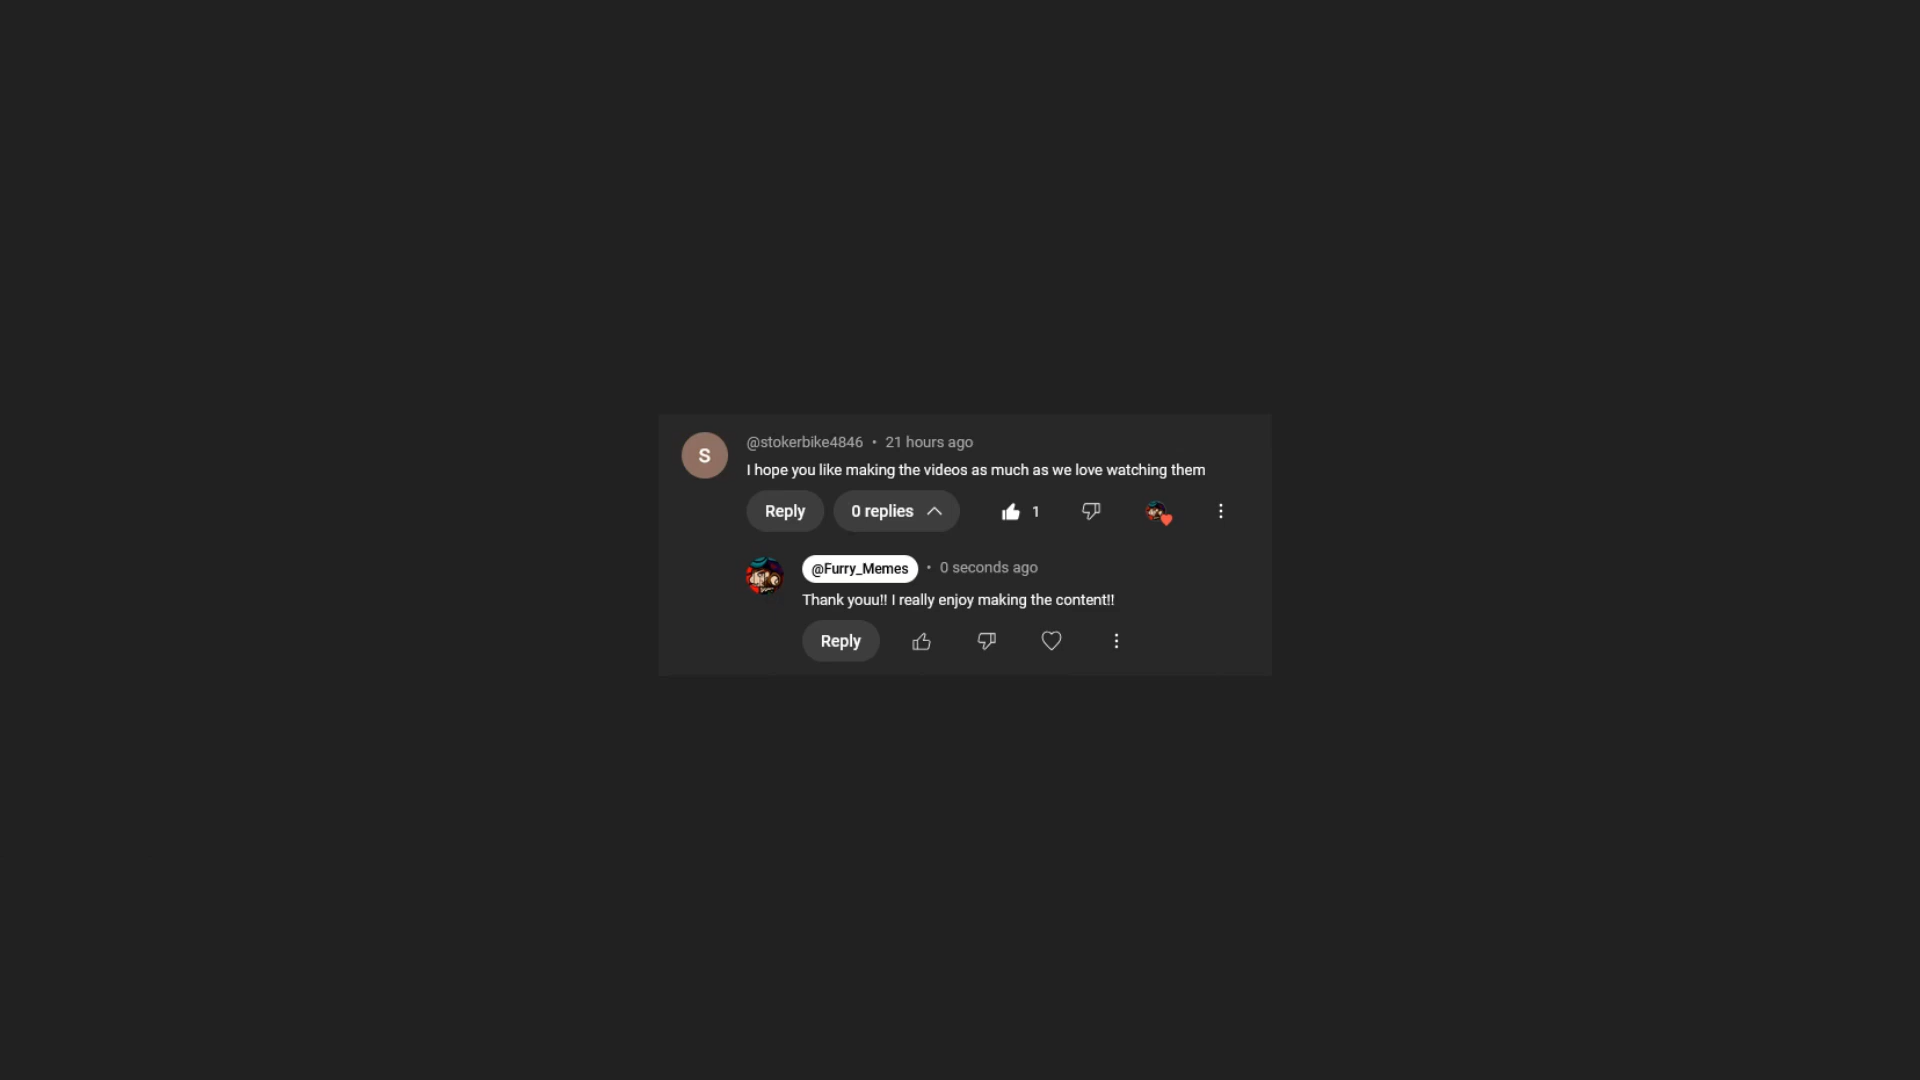 S
@stokerbike4846 • 21 hours ago
I hope you like making the videos as much as we love watching them
Reply 0 replies 1
@Furry_Memes • 0 seconds ago
Thank youu!! I really enjoy making the content!!
Reply